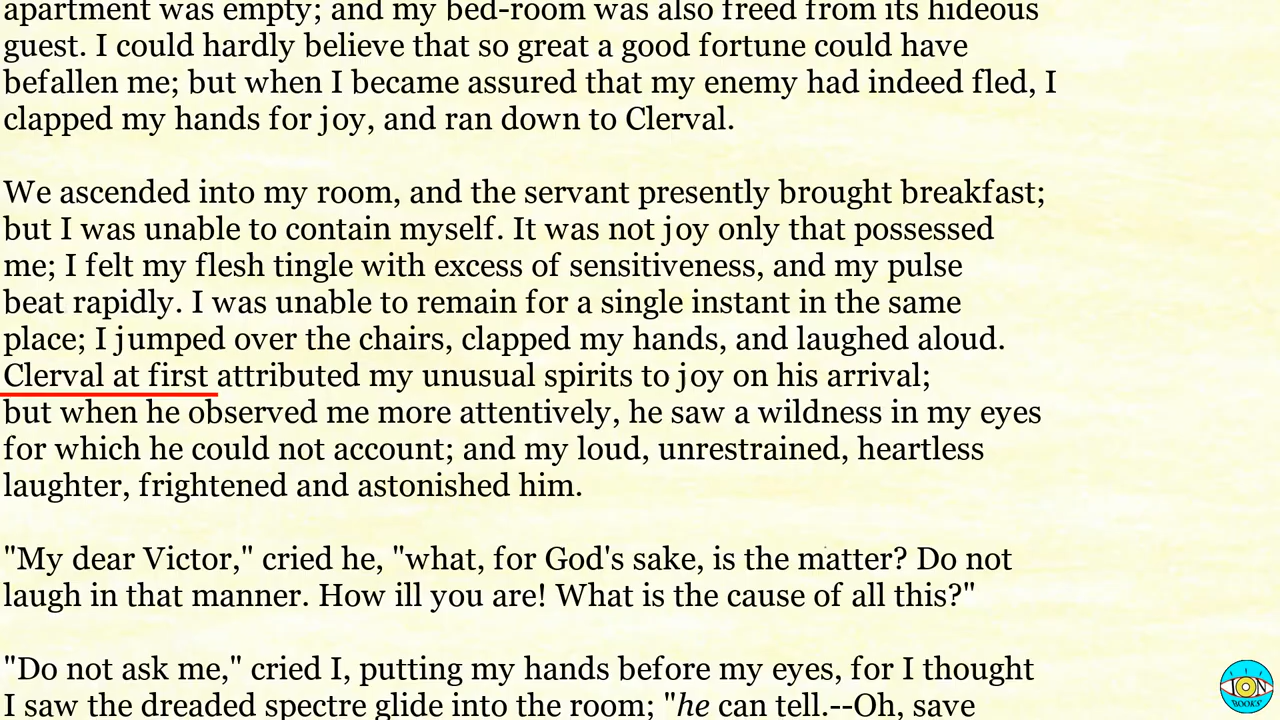 apartment was empty; and my bed-room was also freed from its hideous
guest. I could hardly believe that so great a good fortune could have
befallen me; but when I became assured that my enemy had indeed fled, I
clapped my hands for joy, and ran down to Clerval.
We ascended into my room, and the servant presently brought breakfast;
but I was unable to contain myself. It was not joy only that possessed
me; I felt my flesh tingle with excess of sensitiveness, and my pulse
beat rapidly. I was unable to remain for a single instant in the same
place; I jumped over the chairs, clapped my hands, and laughed aloud.
Clerval at first attributed my unusual spirits to joy on his arrival;
but when he observed me more attentively, he saw a wildness in my eyes
for which he could not account; and my loud, unrestrained, heartless
laughter, frightened and astonished him.
"My dear Victor," cried he, "what, for God's sake, is the matter? Do not
laugh in that manner. How ill you are! What is the cause of all this?"
"Do not ask me," cried I, putting my hands before my eyes, for I thought
I saw the dreaded spectre glide into the room; "he can tell.--Oh, save
ION
BOOKS